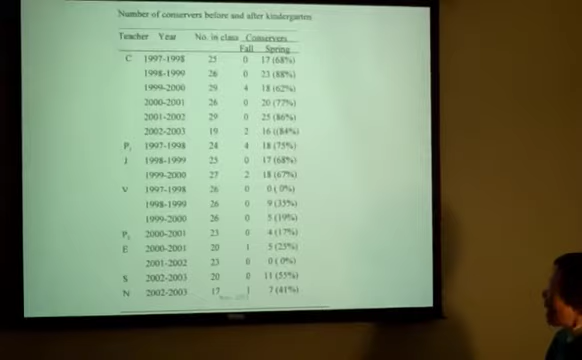 Number of conservers before and after kindergarten
Teacher Year No. in class Conservers
Fall Spring
C 1997-1998 25 0 17 (68%)
1998-1999 26 0 23 (88%)
1999-2000 29 4 18 (62%)
2000-2001 26 0 20 (77%)
2001-2002 29 0 25 (86%)
2002-2003 19 2 16 ((84%)
P, 1997-1998 24 4 18 (75%)
J 1998-1999 25 0 17 (68%)
1999-2000 27 2 18 (67%)
V 1997-1998 26 0 0 ( 0%)
1998-1999 26 0 9 (35%)
1999-2000 26 0 5 (19%)
P, 2000-2001 23 0 4 (17%)
E 2000-2001 20 1 5 (25%)
2001-2002 23 0 0 ( 0%)
S 2002-2003 20 0 11 (55%)
N 2002-2003 17 1 7 (41%)